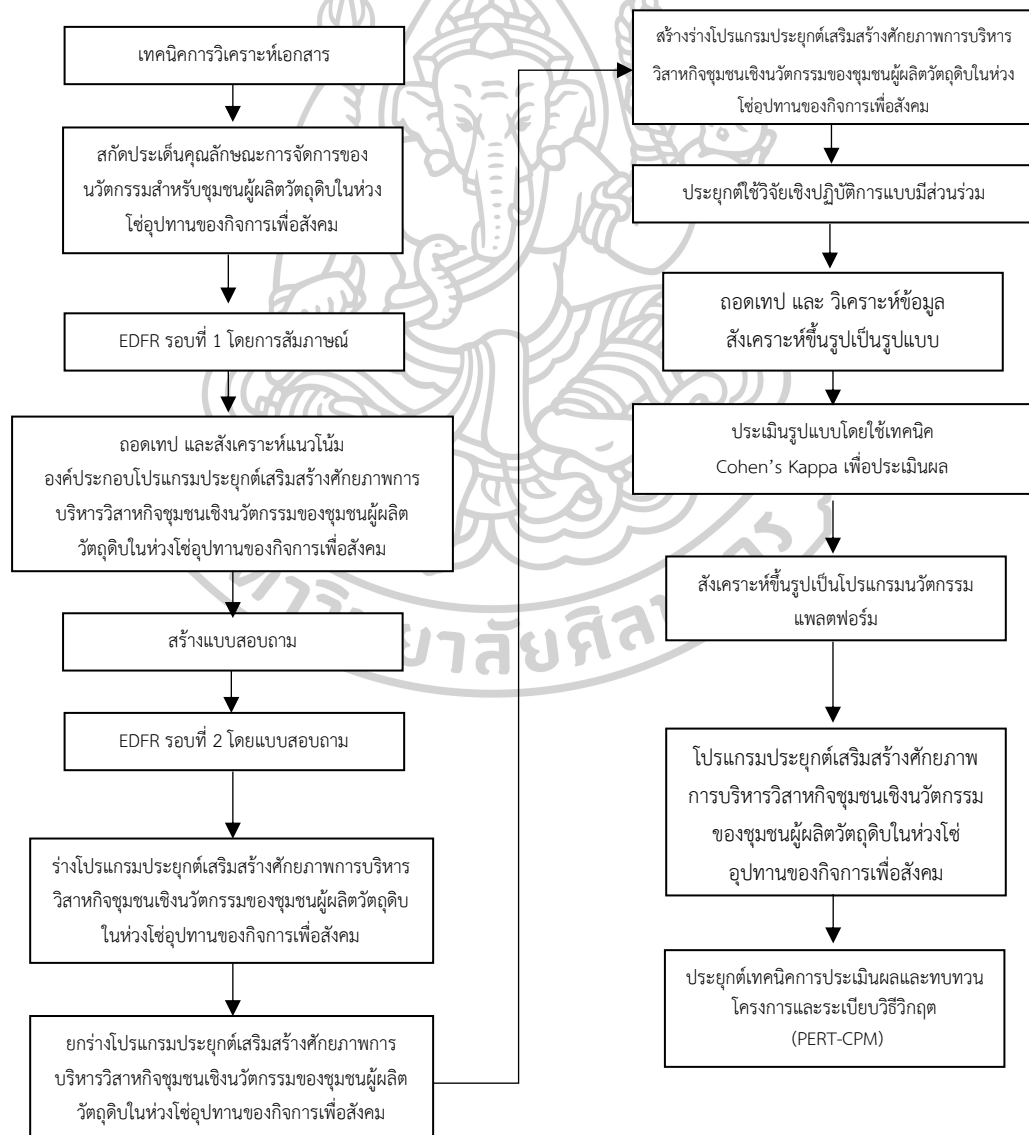 เทคนิคการวิเคราะห์เอกสาร
สกัดประเด็นคุณลักษณะการจัดการของ
นวัตกรรมสำหรับชุมชนผู้ผลิตวัตถุดิบในห่วง
โซ่อุปทานของกิจการเพื่อสังคม
EDFR รอบที่ 1 โดยการสัมภาษณ์
ถอดเทป และสังเคราะห์แนวโน้ม
องค์ประกอบโปรแกรมประยุกต์เสริมสร้างศักยภาพการ
บริหารวิสาหกิจชุมชนเชิงนวัตกรรมของชุมชนผู้ผลิต
วัตถุดิบในห่วงโซ่อุปทานของกิจการเพื่อสังคม
สร้างแบบสอบถาม
EDFR รอบที่ 2 โดยแบบสอบถาม
ร่างโปรแกรมประยุกต์เสริมสร้างศักยภาพการบริหาร
วิสาหกิจชุมชนเชิงนวัตกรรมของชุมชนผู้ผลิตวัตถุดิบ
ในห่วงโซ่อุปทานของกิจการเพื่อสังคม
ยกร่างโปรแกรมประยุกต์เสริมสร้างศักยภาพการ
บริหารวิสาหกิจชุมชนเชิงนวัตกรรมของชุมชนผู้ผลิต
วัตถุดิบในห่วงโซ่อุปทานของกิจการเพื่อสังคม
สร้างร่างโปรแกรมประยุกต์เสริมสร้างศักยภาพการบริหาร
วิสาหกิจชุมชนเชิงนวัตกรรมของชุมชนผู้ผลิตวัตถุดิบในห่วง
โซ่อุปทานของกิจการเพื่อสังคม
ประยุกต์ใช้วิจัยเชิงปฏิบัติการแบบมีส่วนร่วม
ถอดเทป และ วิเคราะห์ข้อมูล
สังเคราะห์ขึ้นรูปเป็นรูปแบบ
ประเมินรูปแบบโดยใช้เทคนิค
Cohen's Kappa เพื่อประเมินผล
สังเคราะห์ขึ้นรูปเป็นโปรแกรมนวัตกรรม
แพลตฟอร์ม
โปรแกรมประยุกต์เสริมสร้างศักยภาพ
การบริหารวิสาหกิจชุมชนเชิงนวัตกรรม
ของชุมชนผู้ผลิตวัตถุดิบในห่วงโซ่
อุปทานของกิจการเพื่อสังคม
ประยุกต์เทคนิคการประเมินผลและทบทวน
โครงการและระเบียบวิธีวิกฤต
(PERT-CPM)